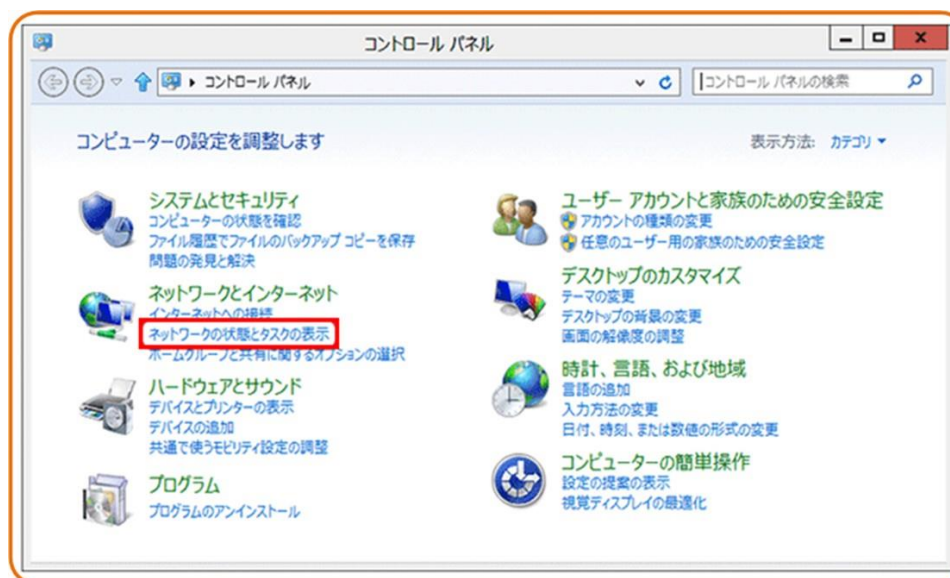 コントロール パネル
コントロール パネル
コントロール パネルの検索
コンピューターの設定を調整します
表示方法: カテゴリ
システムとセキュリティ
コンピューターの状態を確認
ファイル履歴でファイルのバックアップ コピーを保存
問題の発見と解決
ネットワークとインターネット
インターネットへの接続
ネットワークの状態とタスクの表示
ホームグループと共有に関するオプションの選択
ハードウェアとサウンド
デバイスとプリンターの表示
デバイスの追加
共通で使うモビリティ設定の調整
プログラム
プログラムのアンインストール
ユーザー アカウントと家族のための安全設定
アカウントの種類の変更
任意のユーザー用の家族のための安全設定
デスクトップのカスタマイズ
テーマの変更
デスクトップの背景の変更
画面の解像度の調整
時計、言語、および地域
言語の追加
入力方法の変更
日付、時刻、または数値の形式の変更
コンピューターの簡単操作
設定の提案の表示
視覚ディスプレイの最適化